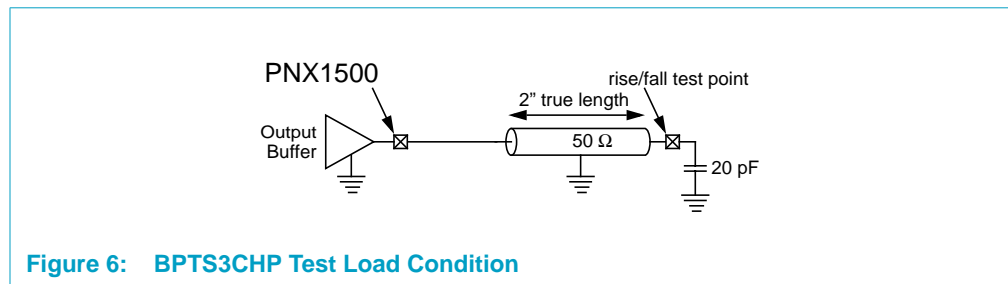 PNX1500
rise/fall test point
2” true length
Output
Buffer
50 Ω
20 pF
Figure 6: BPTS3CHP Test Load Condition